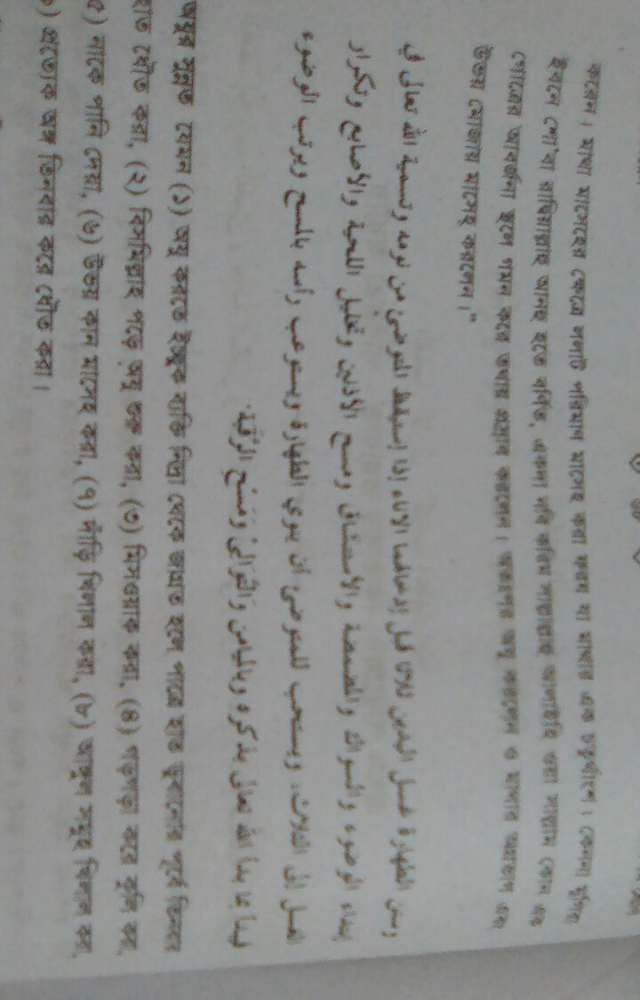 করেন। মাথা মাসেহের ক্ষেত্রে পদ্মতি পরিমাণ মাসেহ করা ফরয যা মাথার এক চতুর্থাংশ। কেননা মুগীরা
ইবনে শো'বা রাযিয়াল্লাহু আনহু হতে বর্ণিত, একদা নবি করিম সাল্লাল্লাহু আলাইহি ওয়া সাল্লাম কোন এক
গোত্রের আবর্জনা স্থলে গমন করে তথায় প্রস্রাব করলেন। অতঃপর অযু করলেন ও মাথার অগ্রভাগ এবং
উভয় মোজায় মাসেহ্ করলেন।"
وسنن الطهارة غسل اليدين ثلاثا قبل إدخالهما الإناء إذا استيقظ المتوضئ من نومه وتسمية الله تعالى في
ابتداء الوضوء والسواك والمضمضة والاستنشاق ومسح الأذنين وتخليل اللحية والأصابع وتكرار
الغسل إلى الثلاث. ويستحب للمتوضئ أن ينوي الطهارة ويستوعب رأسه بالمسح ويرتب الوضوء
فيبدأ بما بدأ الله تعالى بذكره وبالميامن والتوالي ومسح الرقبة.
অযুর সুন্নত যেমন (১) অযু করতে ইচ্ছুক ব্যক্তি নিদ্রা থেকে জাগ্রত হলে পাত্রে হাত ঢুকানোর পূর্বে তিনবার
হাত ধৌত করা, (২) বিসমিল্লাহ পড়ে অযু শুরু করা, (৩) মিসওয়াক করা, (৪) গড়গড়া করে কুলি করা,
৫) নাকে পানি দেয়া, (৬) উভয় কান মাসেহ করা, (৭) দাঁড়ি খিলাল করা, (৮) আঙ্গুল সমূহ খিলাল করা,
) প্রত্যেক অঙ্গ তিনবার করে ধৌত করা।